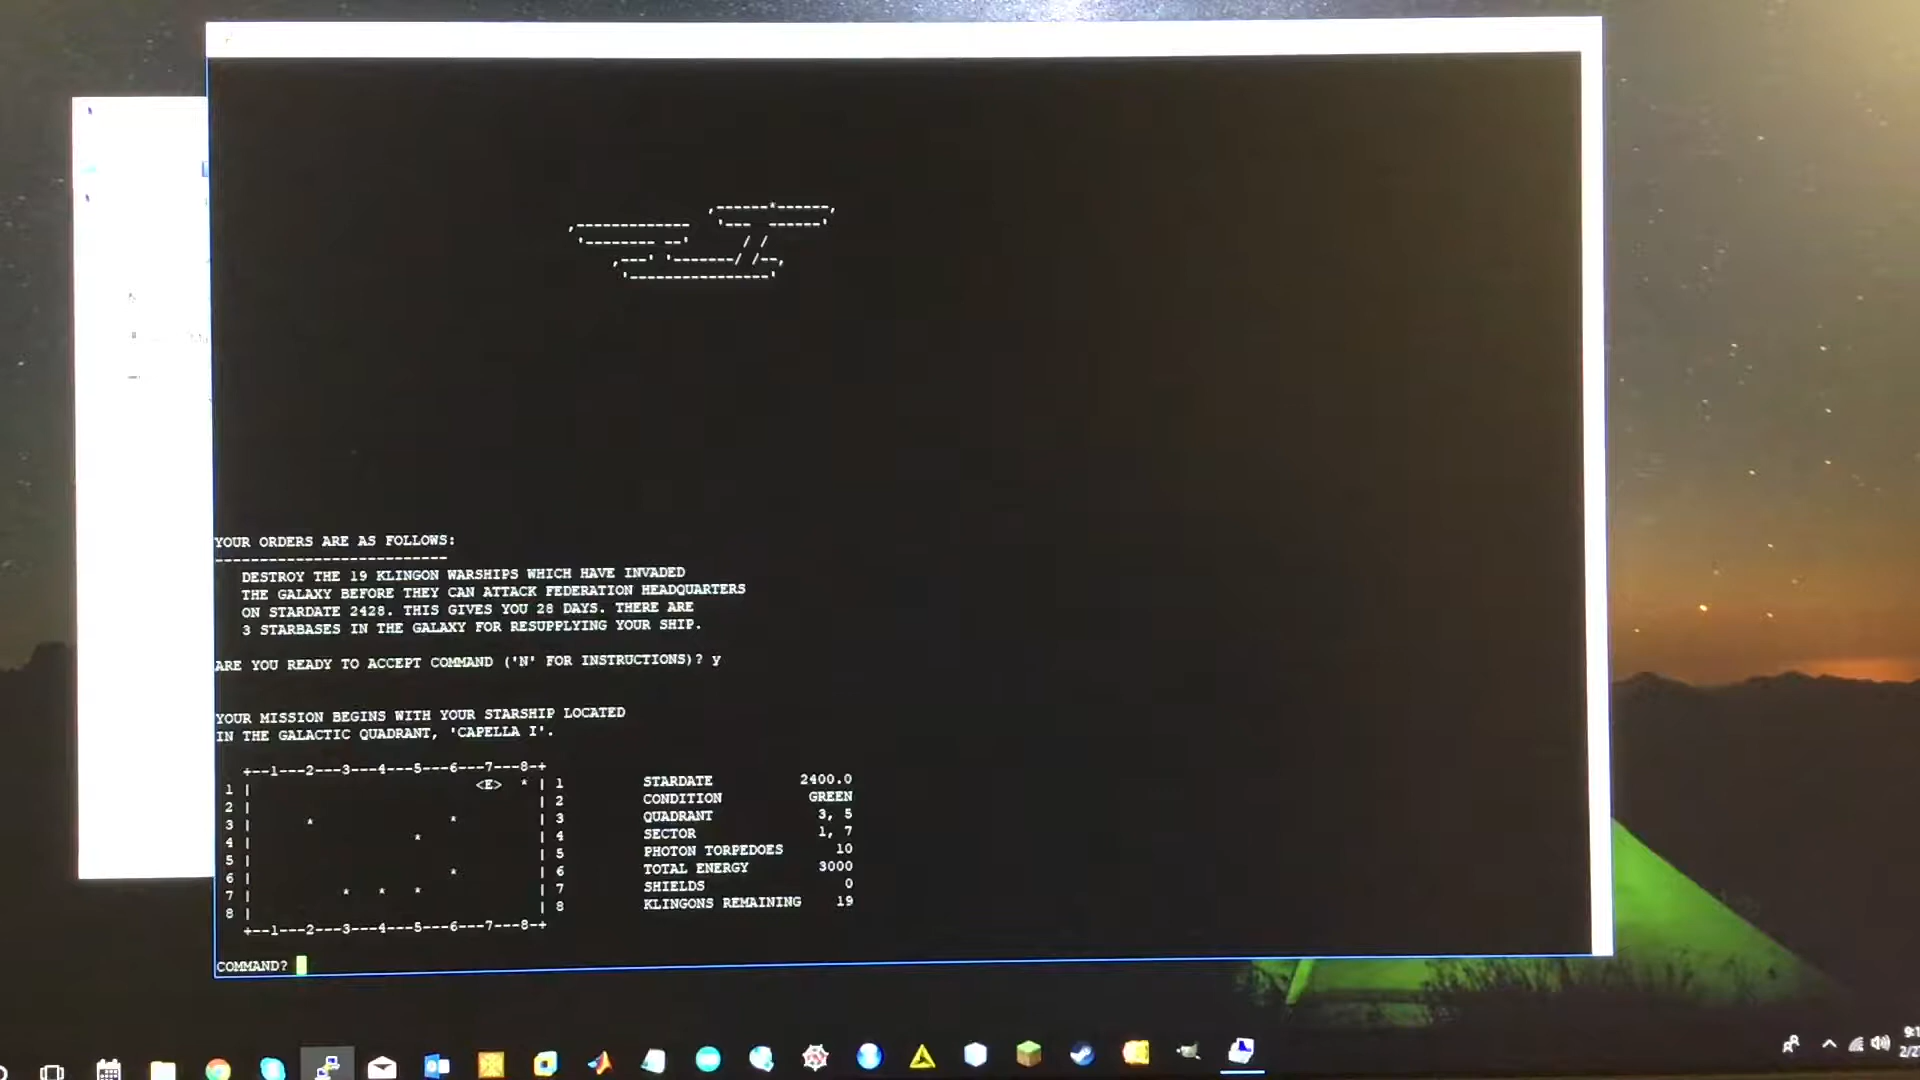 YOUR ORDERS ARE AS FOLLOWS:
--------------------------
DESTROY THE 19 KLINGON WARSHIPS WHICH HAVE INVADED
THE GALAXY BEFORE THEY CAN ATTACK FEDERATION HEADQUARTERS
ON STARDATE 2428. THIS GIVES YOU 28 DAYS. THERE ARE
3 STARBASES IN THE GALAXY FOR RESUPPLYING YOUR SHIP.
ARE YOU READY TO ACCEPT COMMAND ('N' FOR INSTRUCTIONS)? y
YOUR MISSION BEGINS WITH YOUR STARSHIP LOCATED
IN THE GALACTIC QUADRANT, 'CAPELLA I'.
+--1---2---3---4---5---6---7---8-+
1 | <E> * | 1 STARDATE 2400.0
2 | | 2 CONDITION GREEN
3 | * * | 3 QUADRANT 3, 5
4 | * | 4 SECTOR 1, 7
5 | | 5 PHOTON TORPEDOES 10
6 | * | 6 TOTAL ENERGY 3000
7 | * * * | 7 SHIELDS 0
8 | | 8 KLINGONS REMAINING 19
+--1---2---3---4---5---6---7---8-+
COMMAND?